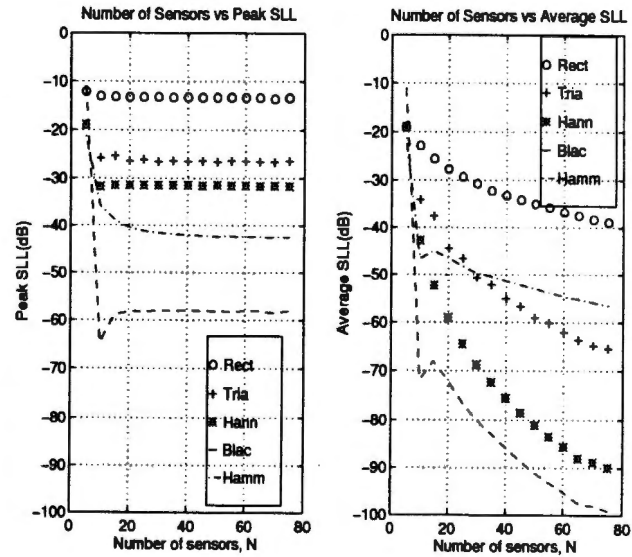 Number of Sensors vs Peak SLL
0
-10
-20
-30
-40
-50
-60
-70
-80
-90
-100
Peak SLL(dB)
Rect
Tria
Hann
Blac
Hamm
0
20
40
60
80
Number of sensors, N
Number of Sensors vs Average SLL
0
-10
-20
-30
-40
-50
-60
-70
-80
-90
-100
Average SLL(dB)
Rect
Tria
Hann
Blac
Hamm
0
20
40
60
80
Number of sensors, N